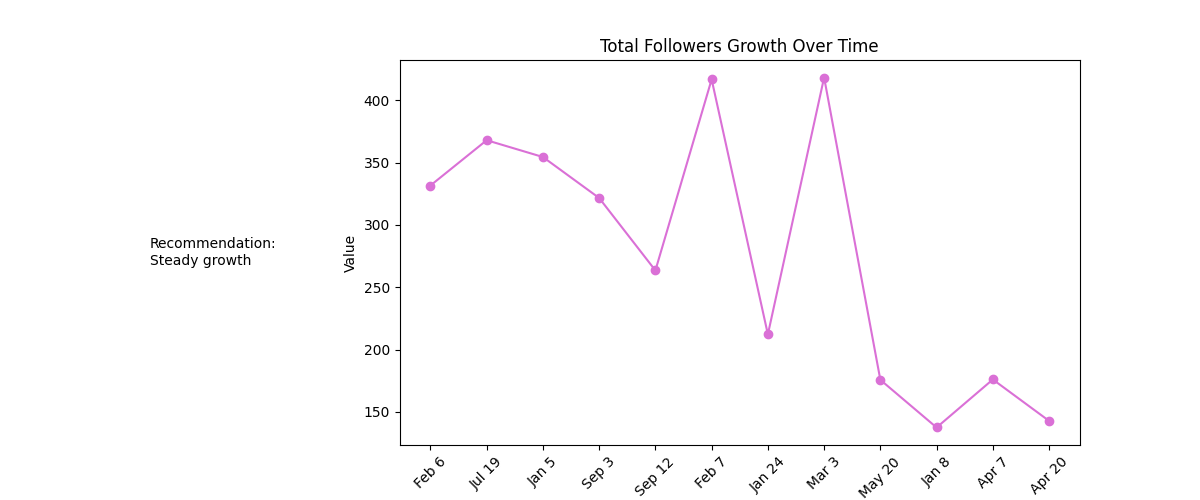 Total Followers Growth Over Time
Recommendation:
Steady growth
Value
400
350
300
250
200
150
Feb 6
Jul 19
Jan 5
Sep 3
Sep 12
Feb 7
Jan 24
Mar 3
May 20
Jan 8
Apr 7
Apr 20